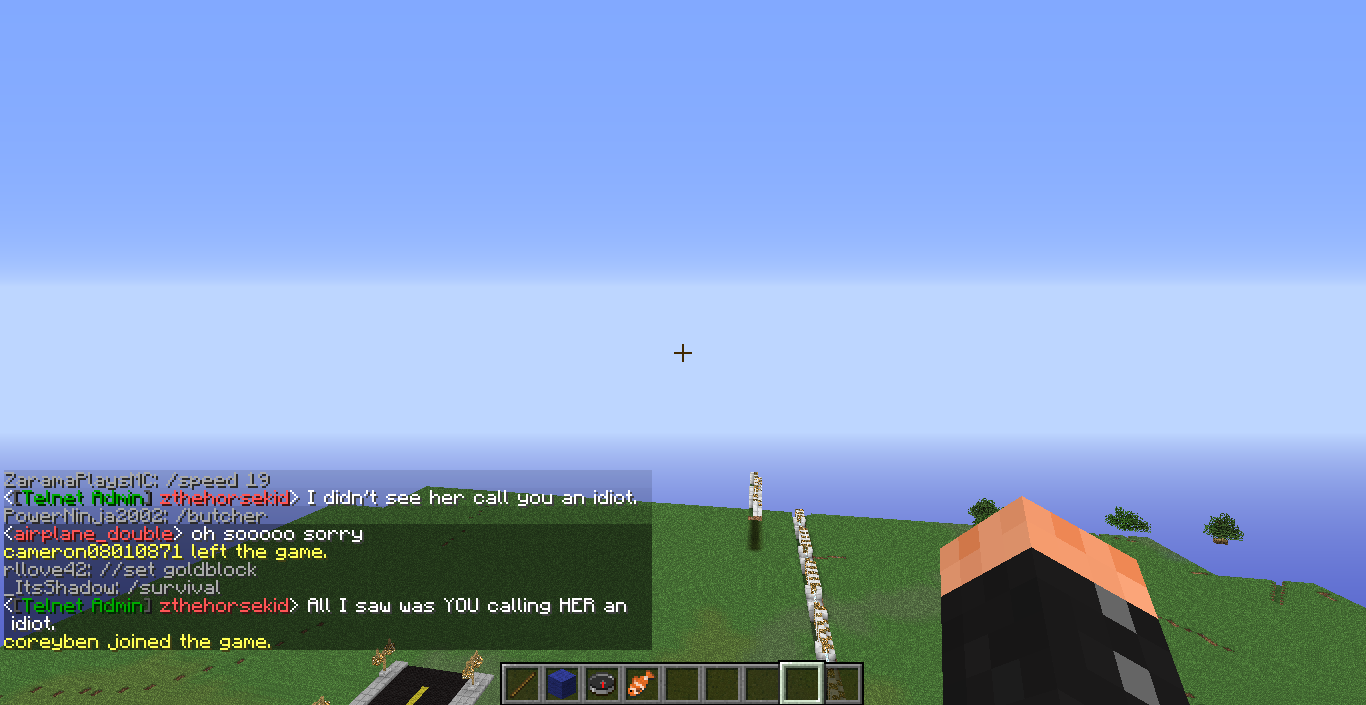 ZaramaPlaysMC: /speed 19
<[Telnet Admin] zthehorsekid> I didn't see her call you an idiot.
PowerNinja2002: /butcher
<airplane_double> oh sooooo sorry
cameron08010871 left the game.
rllove42: //set goldblock
_ItsShadow: /survival
<[Telnet Admin] zthehorsekid> All I saw was YOU calling HER an
idiot.
coreyben joined the game.